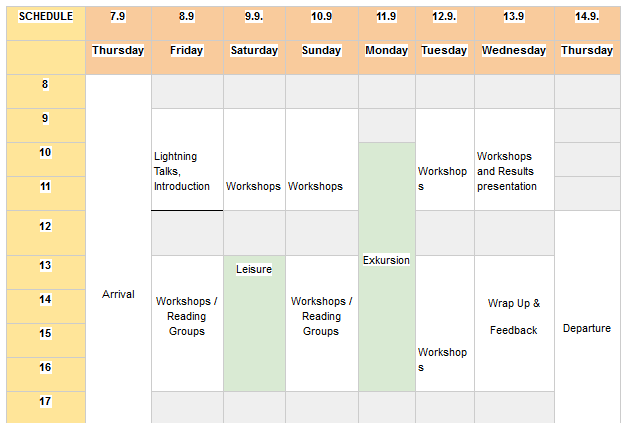 SCHEDULE 7.9 8.9 9.9. 10.9 11.9 12.9. 13.9 14.9.
Thursday Friday Saturday Sunday Monday Tuesday Wednesday Thursday
8
9
10
Lightning
Talks,
Introduction
Workshops
Workshops
Workshop
s
Workshops
and Results
presentation
11
12
13
Leisure
Exkursion
14
Arrival
Workshops /
Reading
Groups
Workshops /
Reading
Groups
Wrap Up &
Feedback
Departure
15
Workshop
s
16
17